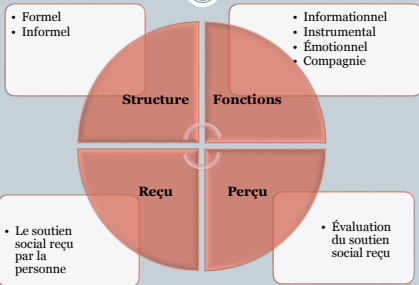 • Formel
• Informel
• Informationnel
• Instrumental
• Émotionnel
• Compagnie
Structure
Fonctions
Reçu
Perçu
• Le soutien
social reçu
par la
personne
• Évaluation
du soutien
social reçu